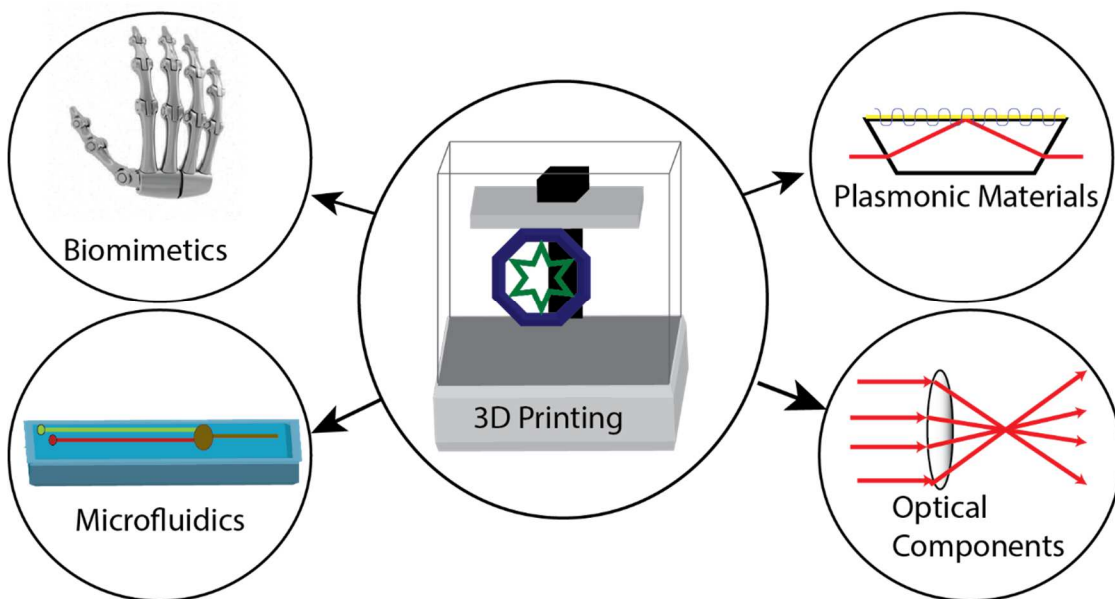 Biomimetics
Plasmonic Materials
3D Printing
Microfluidics
Optical
Components